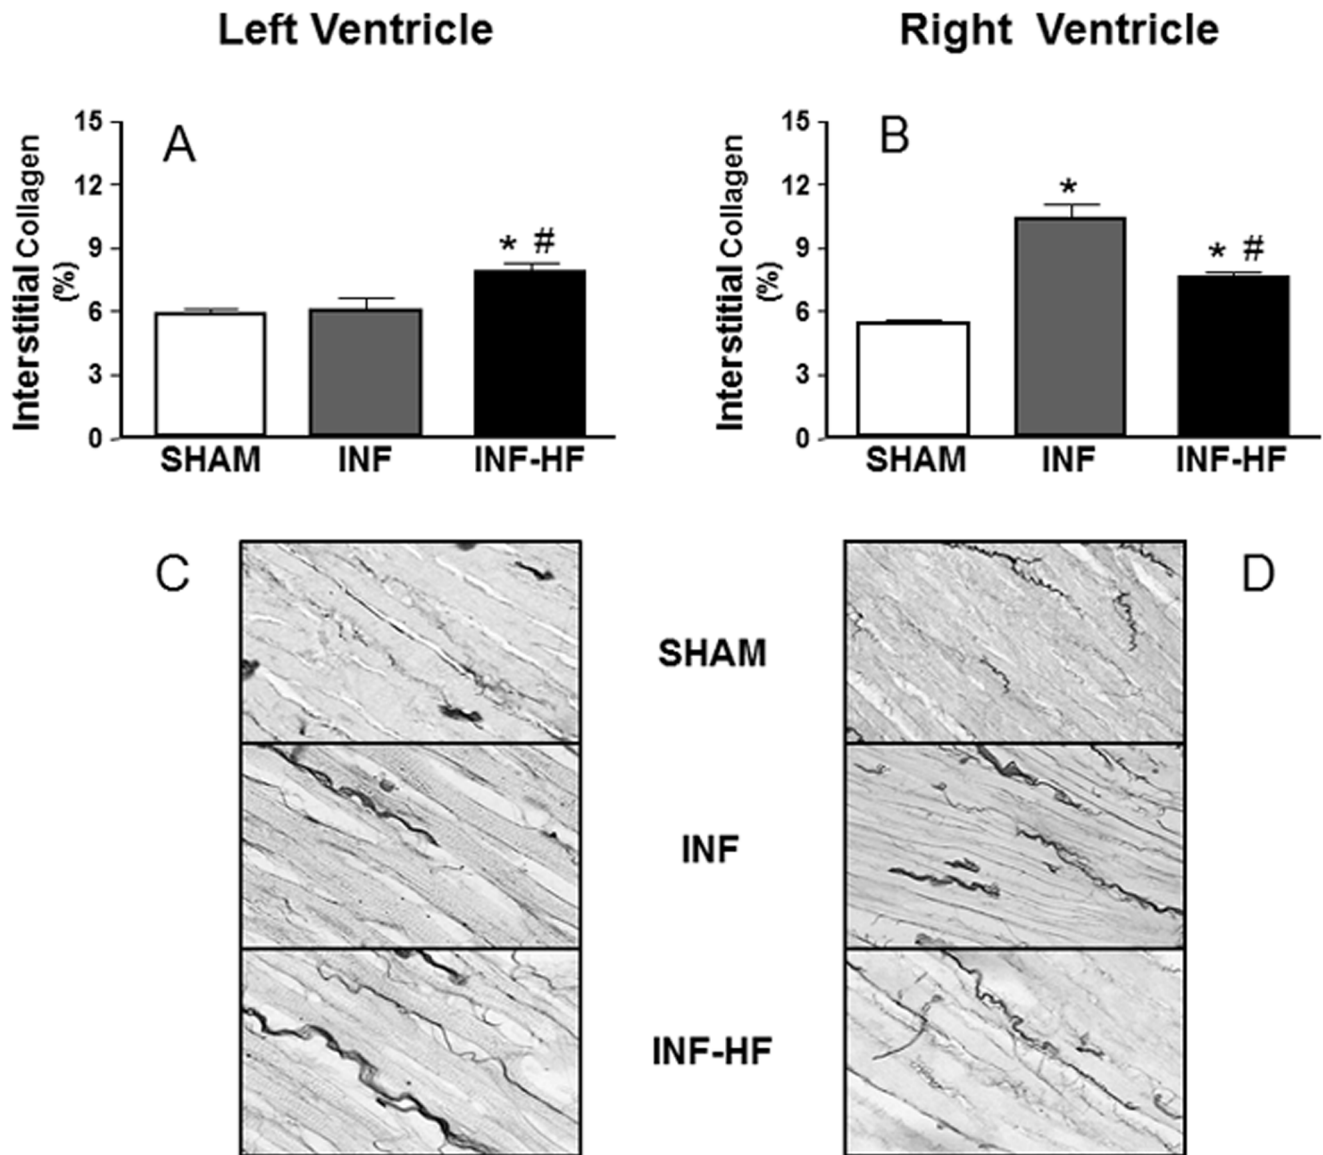 Left Ventricle
Right Ventricle
A
Interstitial Collagen
(%)
15
12
9
6
3
0
* #
SHAM INF INF-HF
B
Interstitial Collagen
(%)
15
12
9
6
3
0
*
* #
SHAM INF INF-HF
C
D
SHAM
INF
INF-HF